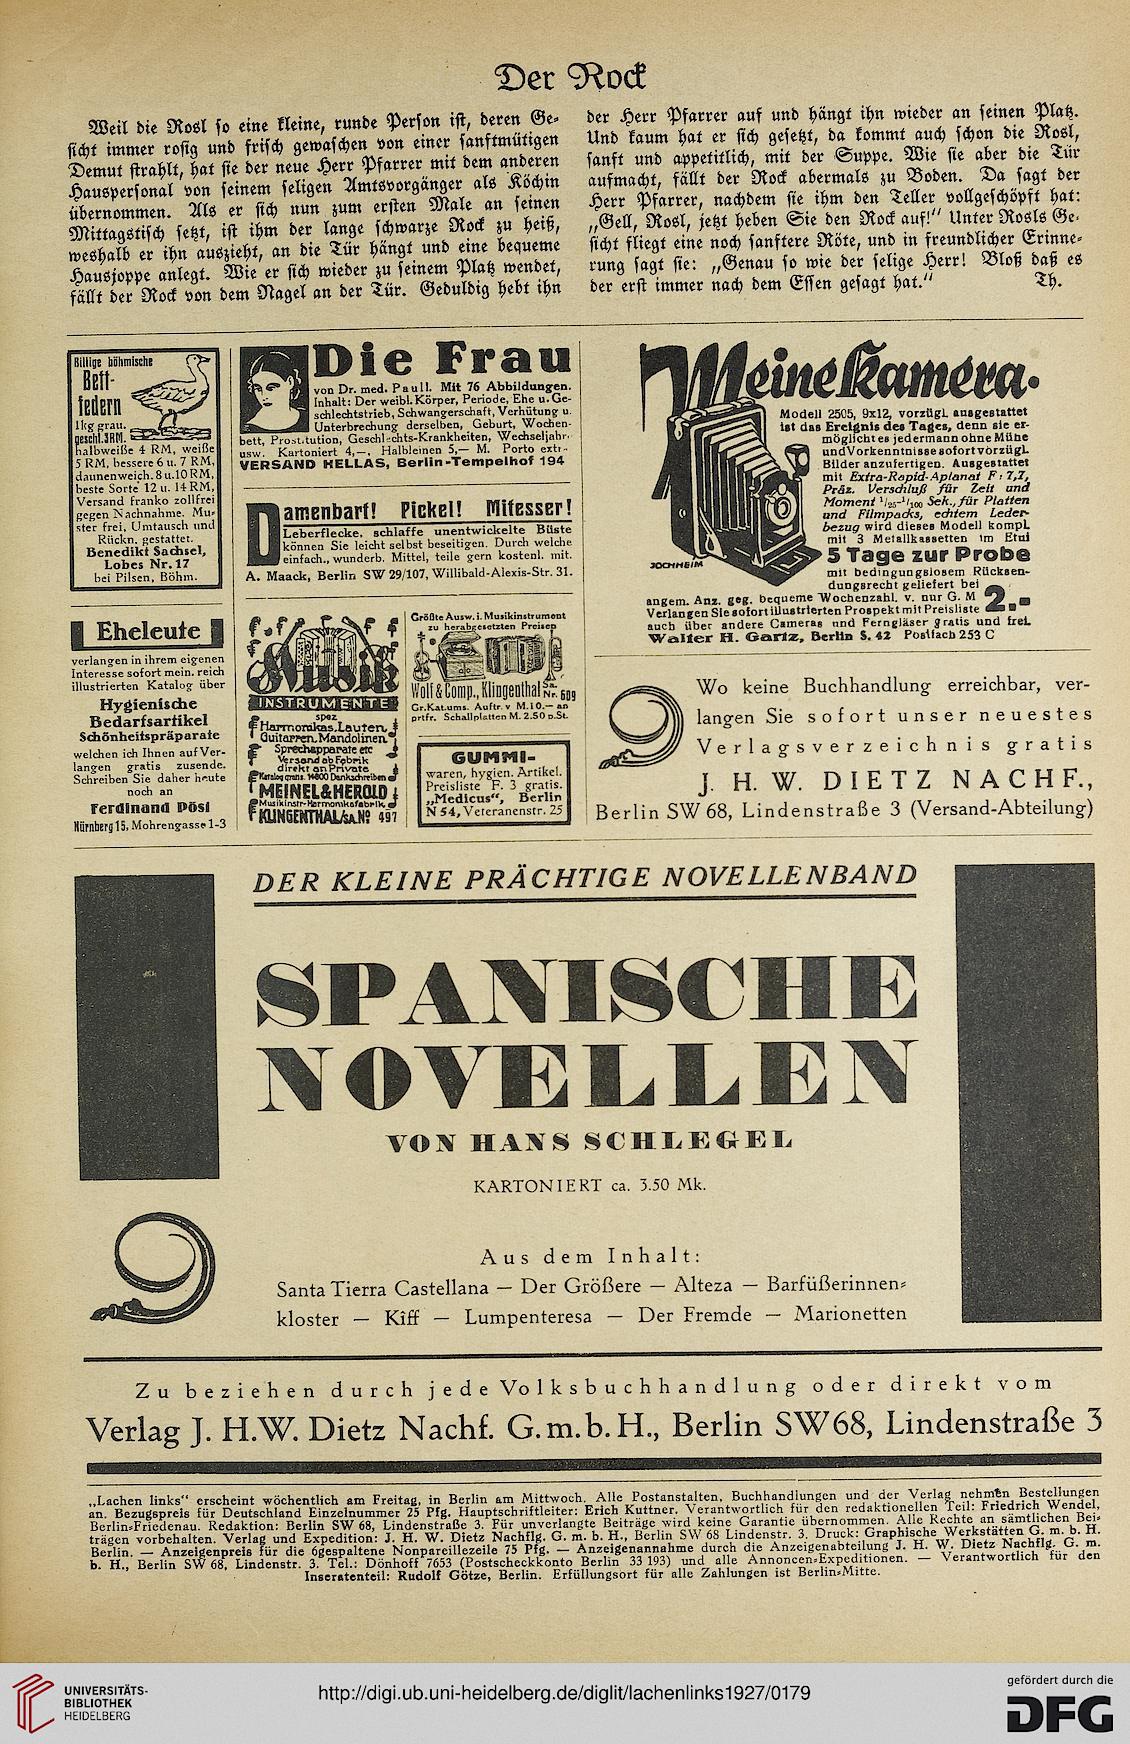 Der Rock
Weil die Rosl so eine kleine, runde Person ist, deren Ge-
sicht immer rosig und frisch gewaschen von einer sanftmütigen
Demut strahlt, hat sie der neue Herr Pfarrer mit dem anderen
Hauspersonal von seinem seligen Amtsvorgänger als Köchin
übernommen. Als er sich nun zum ersten Male an seinen
Mittagstisch setzt, ist ihm der lange schwarze Rock zu heiß,
weshalb er ihn auszieht, an die Tür hängt und eine bequeme
Hausjoppe anlegt. Wie er sich wieder zu seinem Platz wendet,
fällt der Rock von dem Nagel an der Tür. Geduldig hebt ihn
der Herr Pfarrer auf und hängt ihn wieder an seinen Platz.
Und kaum hat er sich gesetzt, da kommt auch schon die Rosl,
sanft und appetitlich, mit der Suppe. Wie sie aber die Tür
aufmacht, fällt der Rock abermals zu Boden. Da sagt der
Herr Pfarrer, nachdem sie ihm den Teller vollgeschöpft hat:
„Gell, Rosl, jetzt heben Sie den Rock auf!" Unter Rosls Ge-
sicht fliegt eine noch sanftere Röte, und in freundlicher Erinne-
rung sagt sie: „Genau so wie der selige Herr! Bloß daß es
der erst immer nach dem Essen gesagt hat." Th.
Billige böhmische
Bett-
federn
1kg grau.
geschl. 3RM.
halbweiße 4 RM, weiße
5 RM, bessere 6 u. 7 RM,
daunenweich. 8 u. 10 RM,
beste Sorte 12 u. 14 RM,
Versand franko zollfrei
gegen Nachnahme. Mu-
ster frei, Umtausch und
Rückn. gestattet.
Benedikt Sachsel,
Lobes Nr. 17
bei Pilsen, Böhm.
Eheleute
verlangen in ihrem eigenen
Interesse sofort mein. reich
illustrierten Katalog über
Hygienische
Bedarfsartikel
Schönheitspräparate
welchen ich Ihnen auf Ver-
langen gratis zusende.
Schreiben Sie daher heute
noch an
Ferdinand Pösl
Nürnberg 15, Mohrengasse 1-3
Die Frau
von Dr. med. Paull. Mit 76 Abbildungen.
Inhalt: Der weibl. Körper, Periode, Ehe u. Ge-
schlechtstrieb, Schwangerschaft, Verhütung u.
Unterbrechung derselben, Geburt, Wochen-
bett, Prostitution, Geschlechts-Krankheiten, Wechseljahr-
usw. Kartoniert 4,—, Halbleinen 5,— M. Porto extr-
VERSAND HELLAS, Berlin-Tempelhof 194
Damenbart! Pickel! Mitesser!
Leberflecke, schlaffe unentwickelte Büste
können Sie leicht selbst beseitigen. Durch welche
einfach., wunderb. Mittel, teile gern kostenl. mit.
A. Maack, Berlin SW 29/107, Willibald-Alexis-Str. 31.
Musik
INSTRUMENTE
spez.
Harmonikas, Lauten,
Guitarren, Mandolinen,
Sprechapparate etc
Versand ab Fabrik
direkt an Private
Katalog gratis. 14800 Dankschreiben
MEINEL & HEROLD
Musikinstr- Harmonikafabrik
KLINGENTHAL/SA. Nº 497
Größte Ausw. i. Musikinstrument
zu herabgesetzten Preisen
Wolf & Comp., Klingenthal Sa. Nr. 609
Gr. Kat. ums. Auftr. v M. 10.— an
prtfr. Schallplatten M. 2.50 p. St.
GUMMI-
waren, hygien. Artikel.
Preisliste F. 3 gratis.
„Medicus", Berlin
N 54, Veteranenstr. 25
Meine Kamera.
Modell 2505, 9x12, vorzügl. ausgestattet
ist das Ereignis des Tages, denn sie er-
möglicht es jedermann ohne Mühe
und Vorkenntnisse sofort vorzügl.
Bilder anzufertigen. Ausgestattet
mit Extra-Rapid-Aplanat F: 7,7,
Präz. Verschluß für Zeit und
Moment 1/25-1/100 Sek., für Platten
und Filmpacks, echtem Leder-
bezug wird dieses Modell kompl.
mit 3 Metallkassetten im Etui
5 Tage zur Probe
mit bedingungslosem Rücksen-
dungsrecht geliefert bei
angem. Anz. geg. bequeme Wochenzahl. v. nur G. M 2.-
Verlangen Sie sofort illustrierten Prospekt mit Preisliste
auch über andere Cameras und Ferngläser gratis und frei.
Walter H. Gartz, Berlin S. 42 Postfach 253 C
JOCHHEIM
Wo keine Buchhandlung erreichbar, ver-
langen Sie sofort unser neuestes
Verlagsverzeichnis gratis
J. H. W. DIETZ NACHF.,
Berlin SW 68, Lindenstraße 3 (Versand-Abteilung)
DER KLEINE PRÄCHTIGE NOVELLENBAND
SPANISCHE
NOVELLEN
VON HANS SCHLEGEL
KARTONIERT ca. 3.50 Mk.
Aus dem Inhalt:
Santa Tierra Castellana — Der Größere — Alteza — Barfüßerinnen-
kloster — Kîff — Lumpenteresa — Der Fremde — Marionetten
Zu beziehen durch jede Volksbuchhandlung oder direkt vom
Verlag J. H. W. Dietz Nachf. G. m. b. H., Berlin SW 68, Lindenstraße 3
„Lachen links" erscheint wöchentlich am Freitag, in Berlin am Mittwoch. Alle Postanstalten, Buchhandlungen und der Verlag nehmen Bestellungen
an. Bezugspreis für Deutschland Einzelnummer 25 Pfg. Hauptschriftleiter: Erich Kuttner. Verantwortlich für den redaktionellen Teil: Friedrich Wendel,
Berlin-Friedenau. Redaktion: Berlin SW 68, Lindenstraße 3. Für unverlangte Beiträge wird keine Garantie übernommen. Alle Rechte an sämtlichen Bei-
trägen vorbehalten. Verlag und Expedition: J. H. W. Dietz Nachflg. G. m. b. H., Berlin SW 68 Lindenstr. 3. Druck: Graphische Werkstätten G. m. b. H.
Berlin. — Anzeigenpreis für die 6gespaltene Nonpareillezeile 75 Pfg. — Anzeigenannahme durch die Anzeigenabteilung J. H. W. Dietz Nachflg. G. m.
b. H., Berlin SW 68, Lindenstr. 3. Tel.: Dönhoff 7653 (Postscheckkonto Berlin 33 193) und alle Annoncen-Expeditionen. — Verantwortlich für den
Inseratenteil: Rudolf Götze, Berlin. Erfüllungsort für alle Zahlungen ist Berlin-Mitte.
UNIVERSITÄTS-
BIBLIOTHEK
HEIDELBERG
http://digi.ub.uni-heidelberg.de/diglit/lachenlinks1927/0179
gefördert durch die
DFG